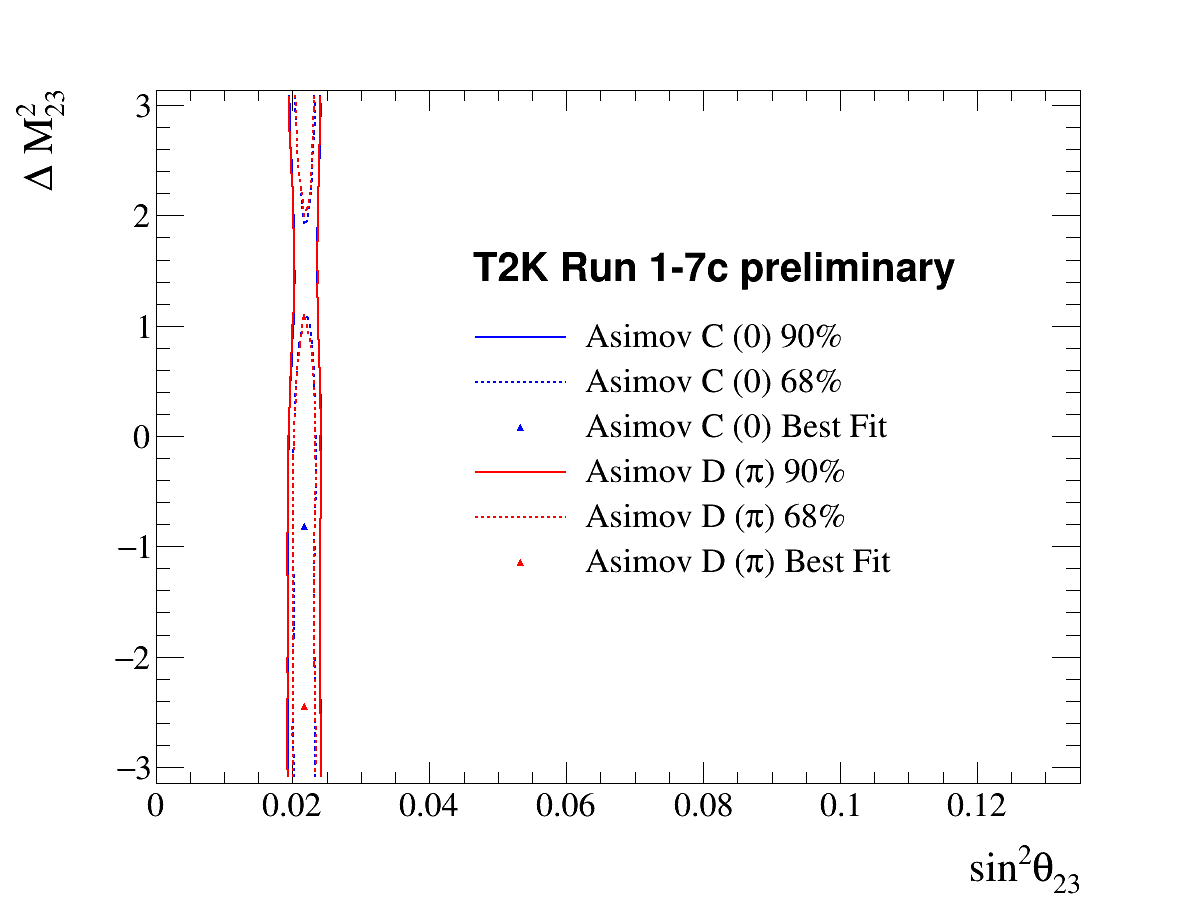 Δ M²₂₃
3
2
1
0
−1
−2
−3
T2K Run 1-7c preliminary
Asimov C (0) 90%
Asimov C (0) 68%
Asimov C (0) Best Fit
Asimov D (π) 90%
Asimov D (π) 68%
Asimov D (π) Best Fit
0 0.02 0.04 0.06 0.08 0.1 0.12
sin²θ₂₃